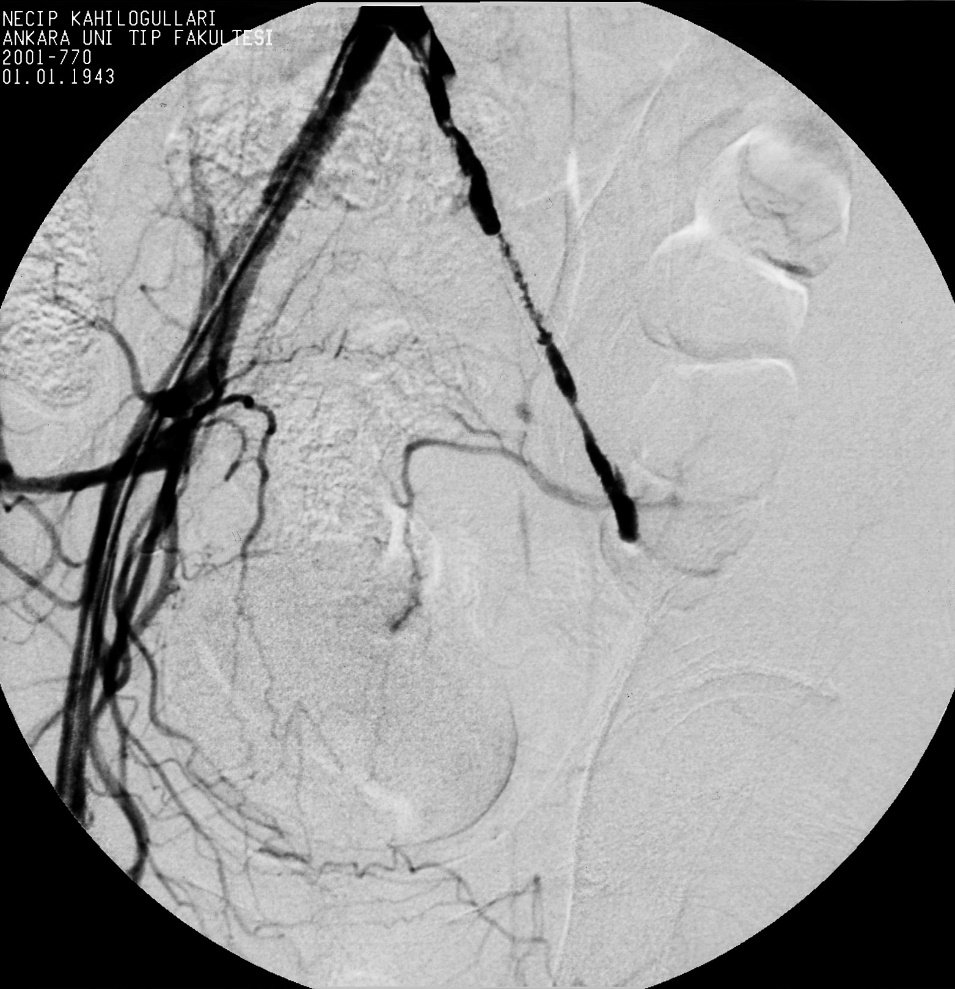 NECIP KAHILOGULLARI
ANKARA UNI TIP FAKULTESI
2001-770
01.01.1943